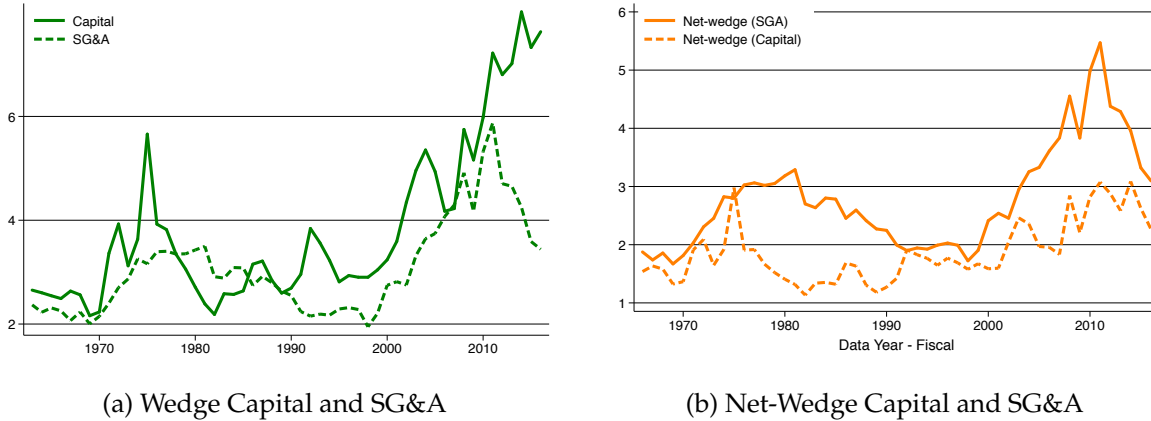 Capital
SG&A
6
4
2
1970
1980
1990
2000
2010
(a) Wedge Capital and SG&A
6
Net-wedge (SGA)
Net-wedge (Capital)
5
4
3
2
1
1970
1980
1990
2000
2010
Data Year - Fiscal
(b) Net-Wedge Capital and SG&A